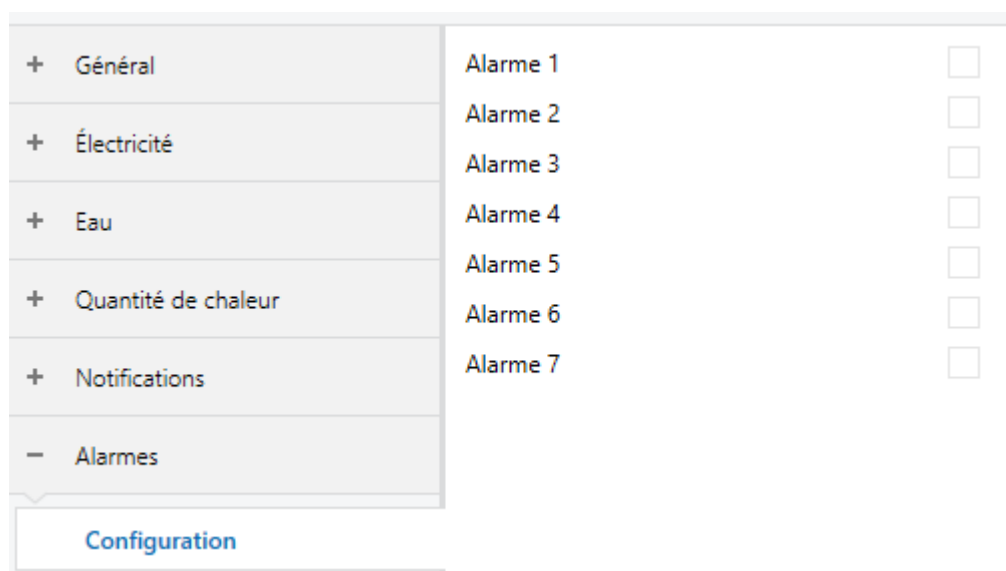 Général
Électricité
Eau
Quantité de chaleur
Notifications
Alarmes
Configuration
Alarme 1
Alarme 2
Alarme 3
Alarme 4
Alarme 5
Alarme 6
Alarme 7